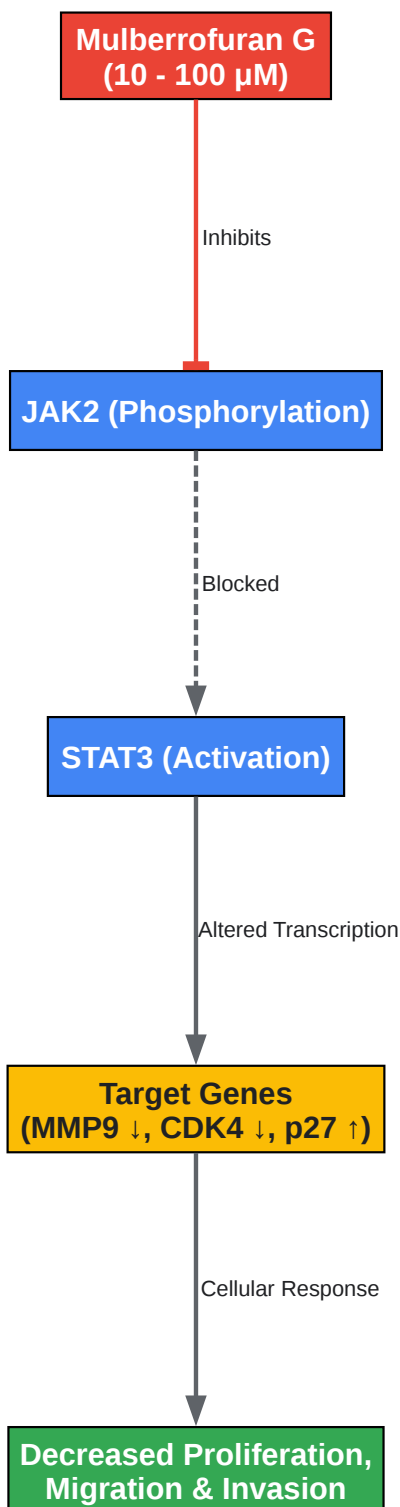 Mulberrofuran G
(10 - 100 μM)
Inhibits
JAK2 (Phosphorylation)
Blocked
STAT3 (Activation)
Altered Transcription
Target Genes
(MMP9 ↓, CDK4 ↓, p27 ↑)
Cellular Response
Decreased Proliferation,
Migration & Invasion